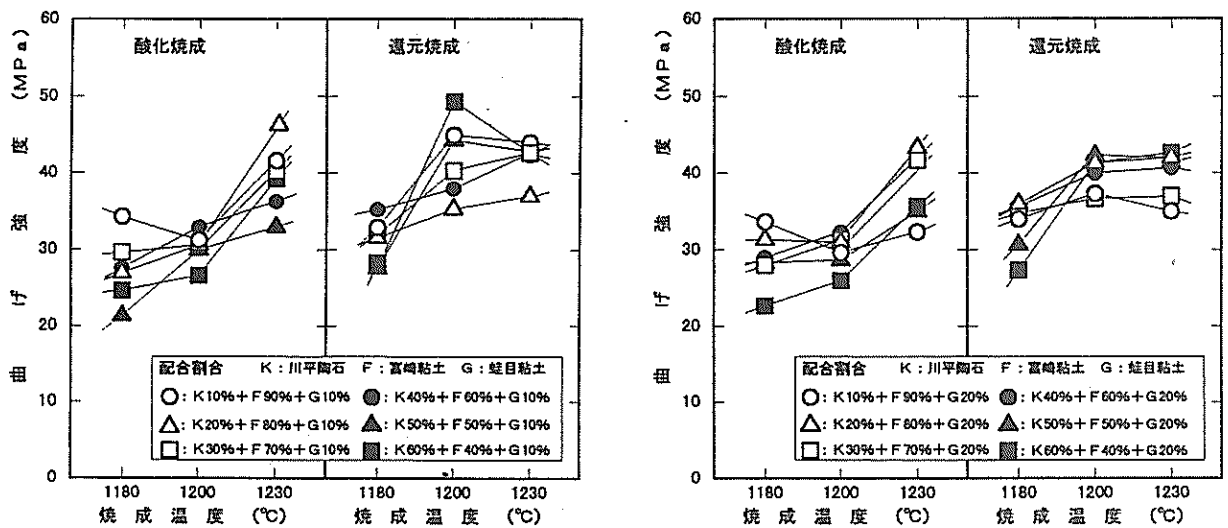 60
50
40
30
20
10
0
曲げ強度 (MPa)
酸化焼成
還元焼成
配合割合 K:川平陶石 F:宮崎粘土 G:蛙目粘土
○:K10%+F90%+G10%
△:K20%+F80%+G10%
□:K30%+F70%+G10%
●:K40%+F60%+G10%
▲:K50%+F50%+G10%
■:K60%+F40%+G10%
1180 1200 1230 1180 1200 1230
焼成温度 (℃) 焼成温度 (℃)
60
50
40
30
20
10
0
曲げ強度 (MPa)
酸化焼成
還元焼成
配合割合 K:川平陶石 F:宮崎粘土 G:蛙目粘土
○:K10%+F90%+G20%
△:K20%+F80%+G20%
□:K30%+F70%+G20%
●:K40%+F60%+G20%
▲:K50%+F50%+G20%
■:K60%+F40%+G20%
1180 1200 1230 1180 1200 1230
焼成温度 (℃) 焼成温度 (℃)